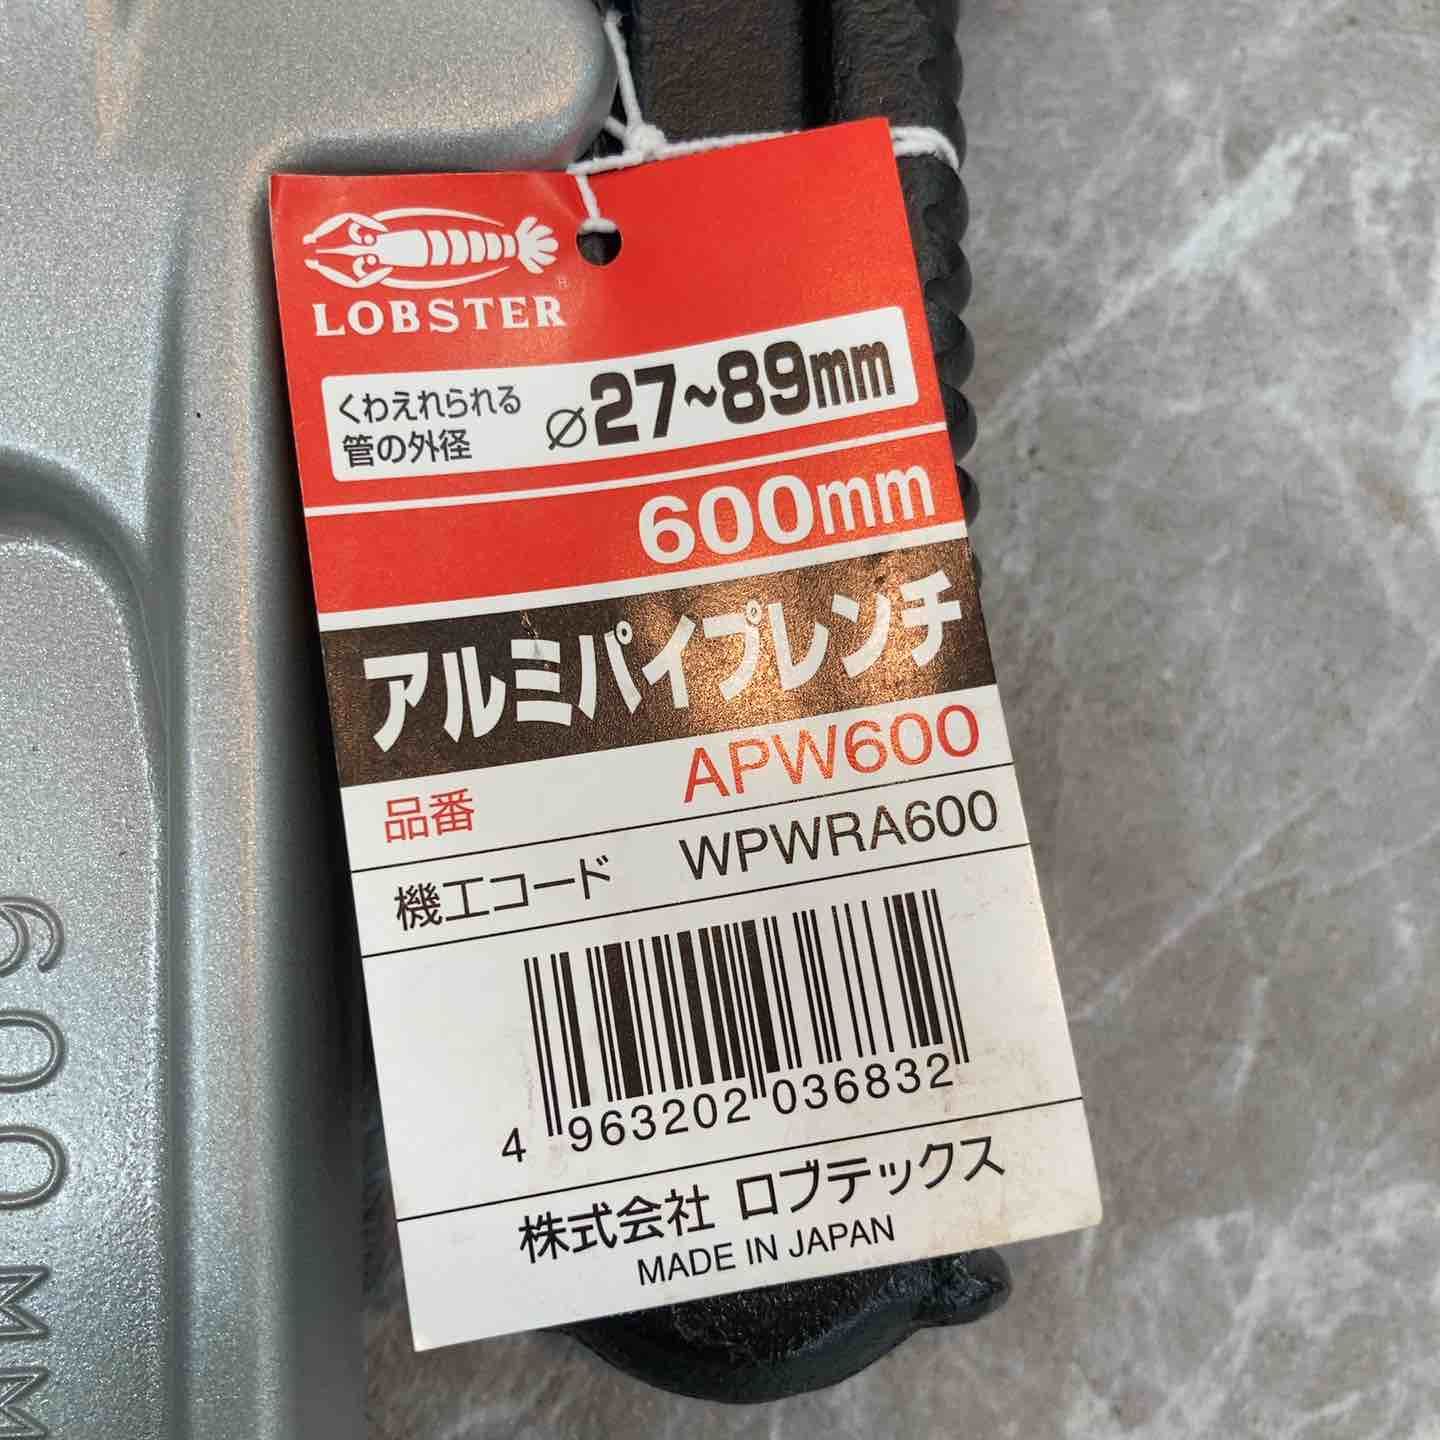 LOBSTER®
くわえれられる
管の外径
⌀27~89mm
600mm
アルミパイプレンチ
品番 APW600
機工コード WPWRA600
4 963202 036832
株式会社 ロブテックス
MADE IN JAPAN
600MM